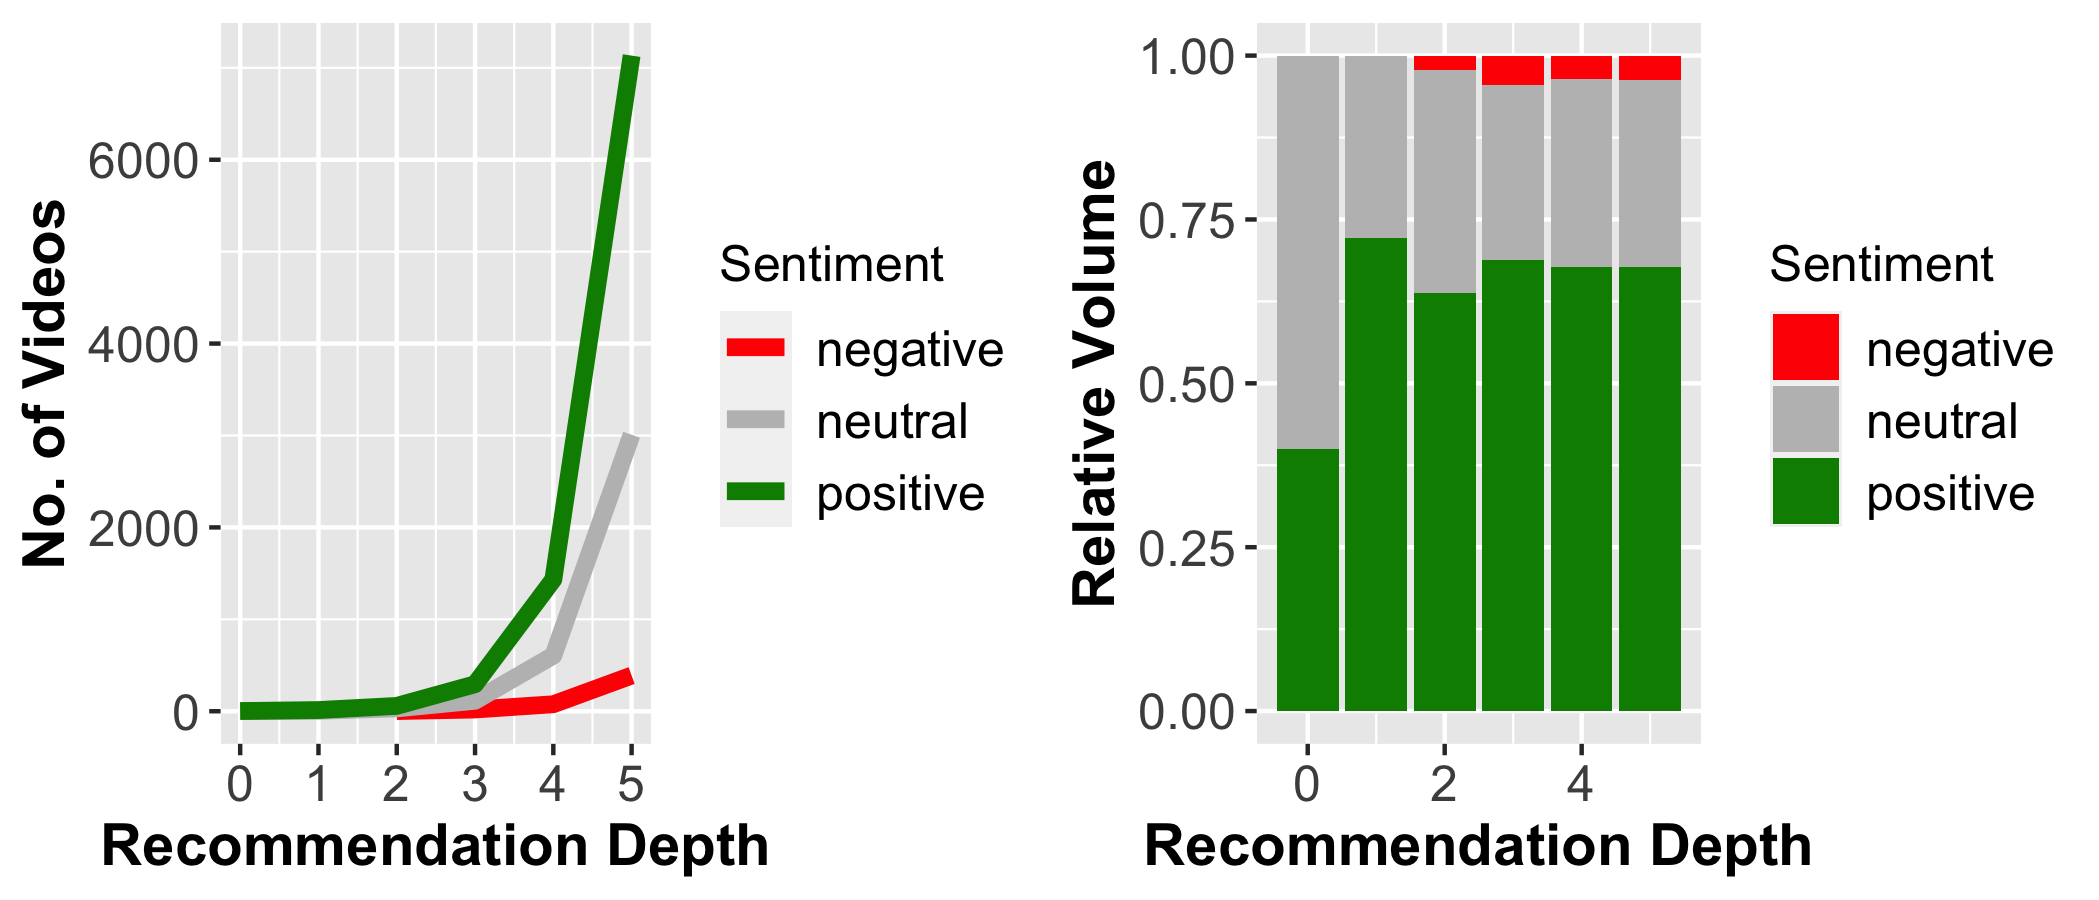 No. of Videos
6000
4000
2000
0
0 1 2 3 4 5
Recommendation Depth
Sentiment
negative
neutral
positive
Relative Volume
1.00
0.75
0.50
0.25
0.00
0 2 4
Recommendation Depth
Sentiment
negative
neutral
positive